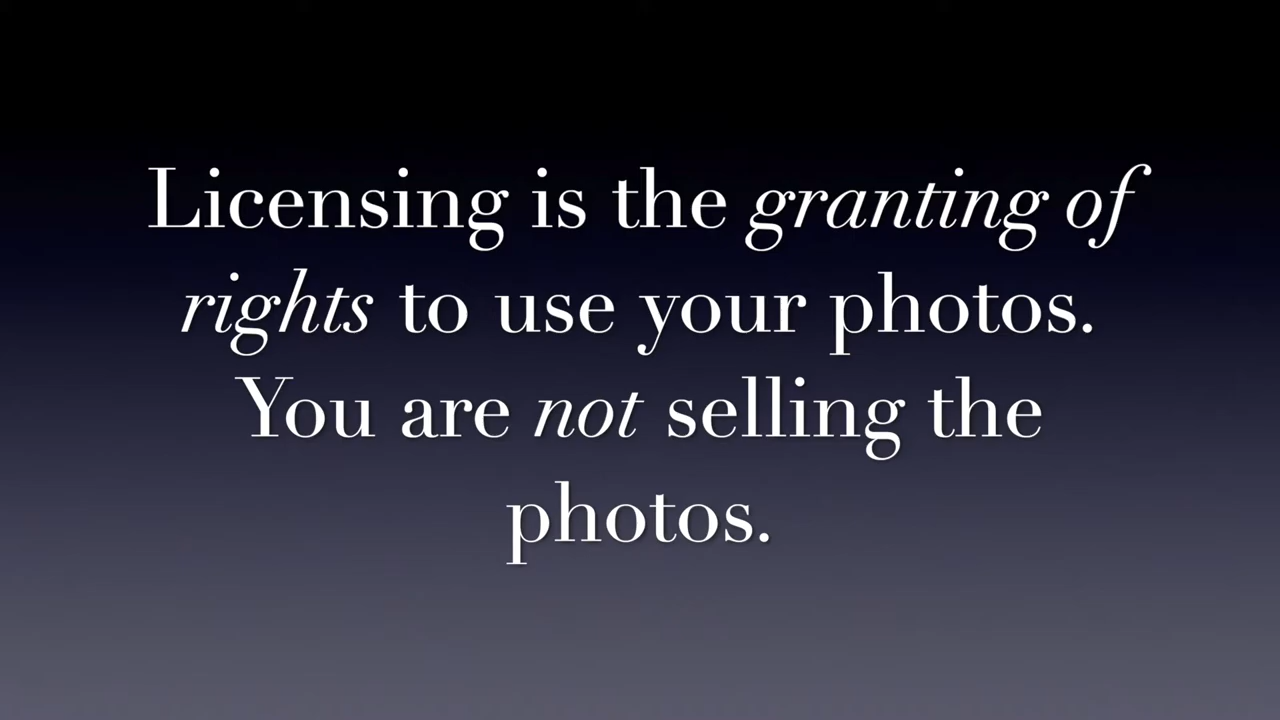 Licensing is the granting of
rights to use your photos.
You are not selling the
photos.